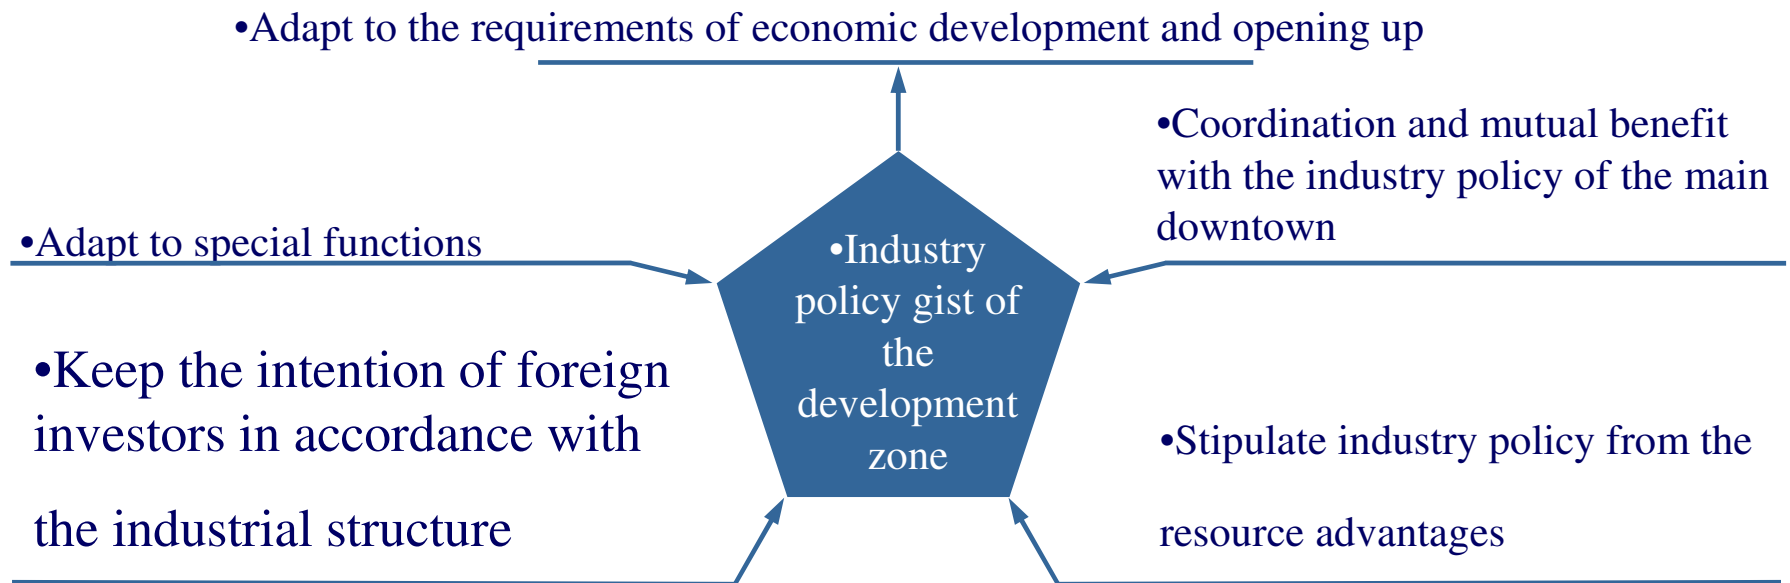 •Adapt to the requirements of economic development and opening up
•Coordination and mutual benefit
with the industry policy of the main
downtown
•Adapt to special functions
•Industry
policy gist of
the
development
zone
•Keep the intention of foreign
investors in accordance with
the industrial structure
•Stipulate industry policy from the
resource advantages